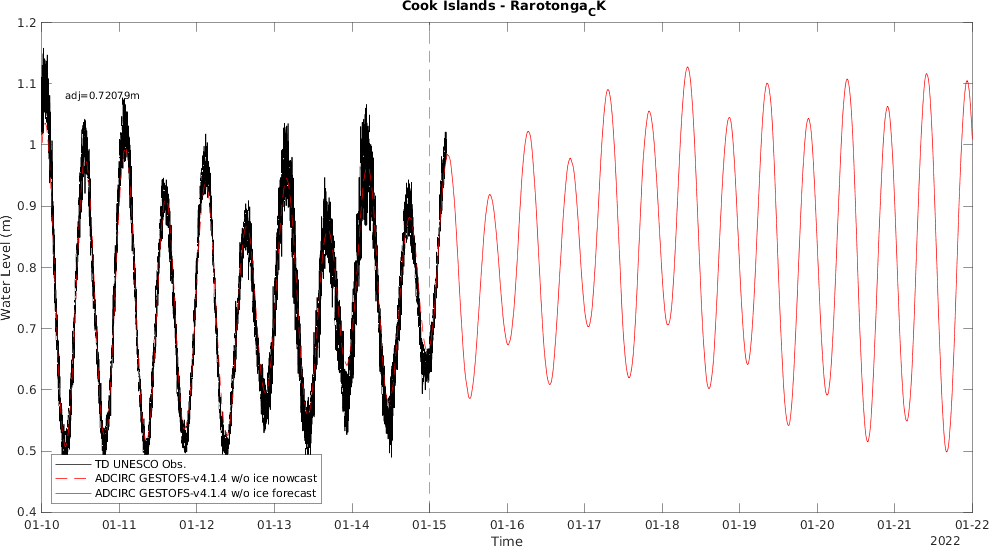 Cook Islands - RarotongaCK
1.2
1.1
adj=0.72079m
1
0.9
0.8
0.7
0.6
0.5
0.4
Water Level (m)
TD UNESCO Obs.
ADCIRC GESTOFS-v4.1.4 w/o ice nowcast
ADCIRC GESTOFS-v4.1.4 w/o ice forecast
01-10 01-11 01-12 01-13 01-14 01-15 01-16 01-17 01-18 01-19 01-20 01-21 01-22
Time
2022